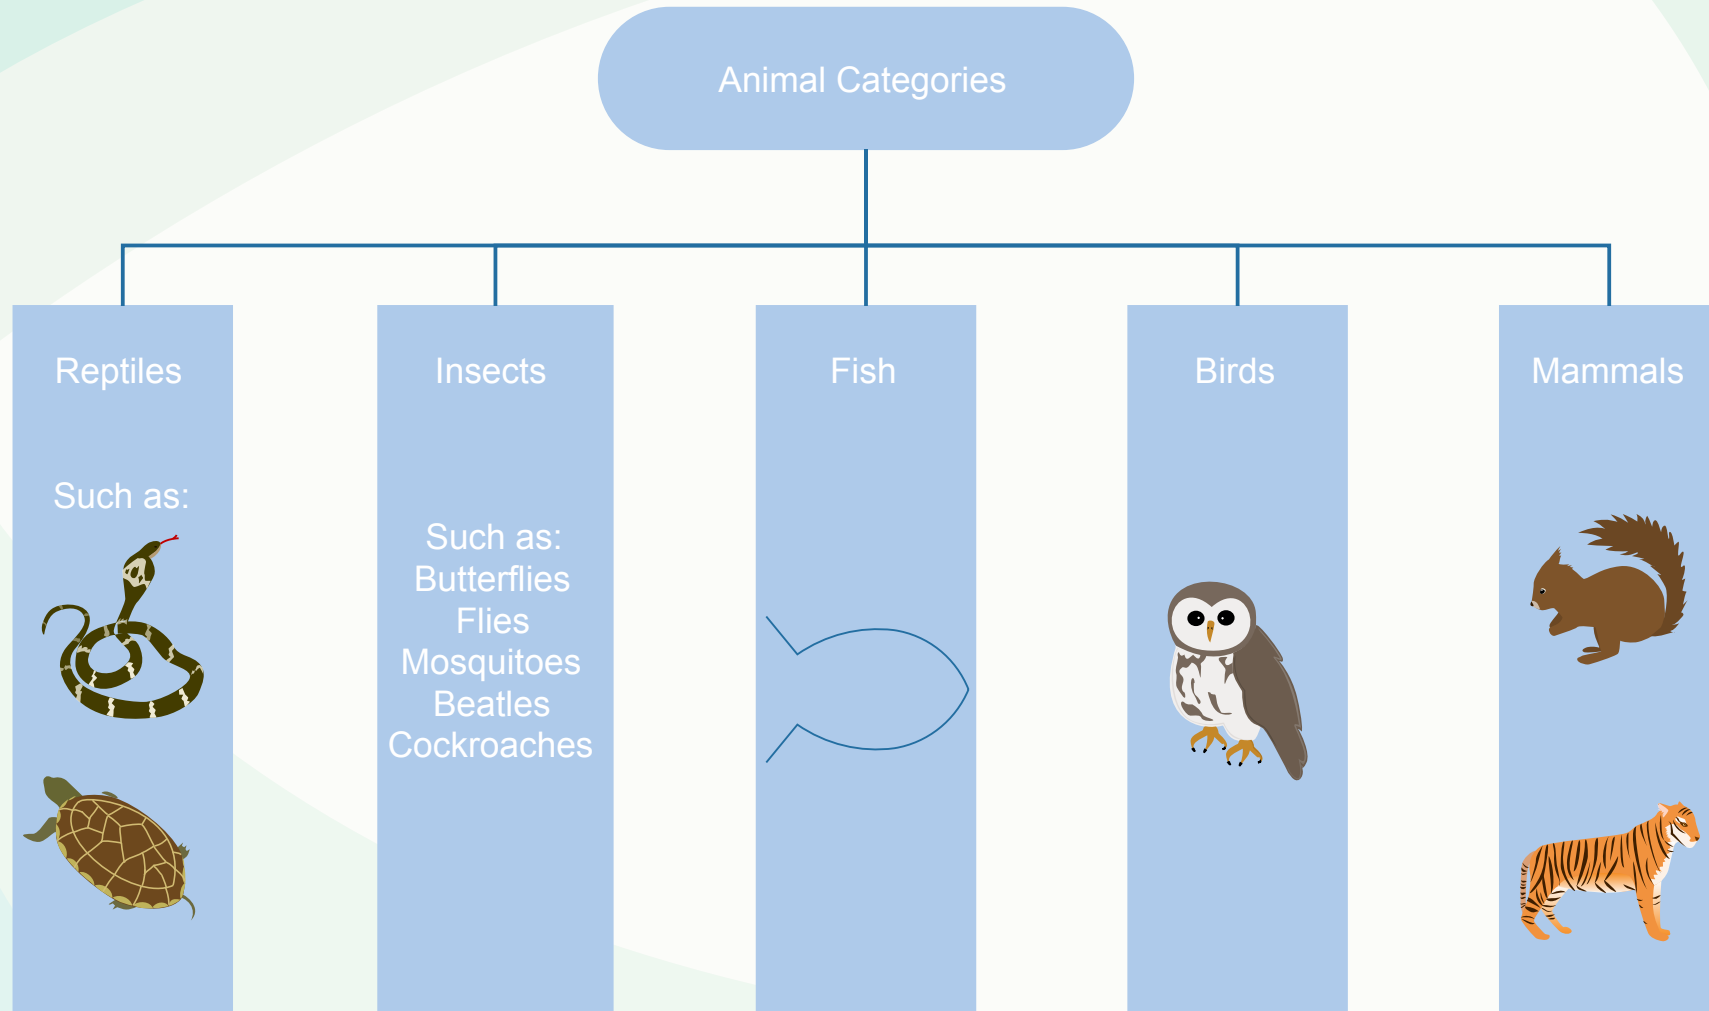 Animal Categories
Reptiles
Such as:
Insects
Such as:
Butterflies
Flies
Mosquitoes
Beatles
Cockroaches
Fish
Birds
Mammals